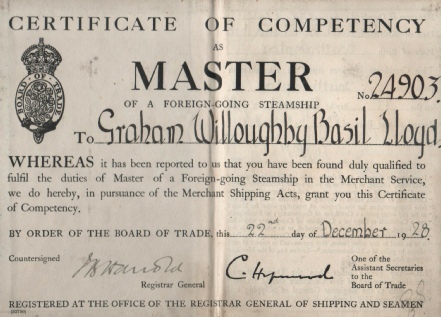 CERTIFICATE OF COMPETENCY
AS
MASTER
No. 24903
OF A FOREIGN-GOING STEAMSHIP
BOARD OF TRADE
To Graham Willoughby Basil Lloyd.
WHEREAS it has been reported to us that you have been found duly qualified to
fulfil the duties of Master of a Foreign-going Steamship in the Merchant Service,
we do hereby, in pursuance of the Merchant Shipping Acts, grant you this Certificate
of Competency.
BY ORDER OF THE BOARD OF TRADE, this 22nd day of December 1928.
Countersigned
Registrar General
One of the
Assistant Secretaries
to the
Board of Trade
REGISTERED AT THE OFFICE OF THE REGISTRAR GENERAL OF SHIPPING AND SEAMEN